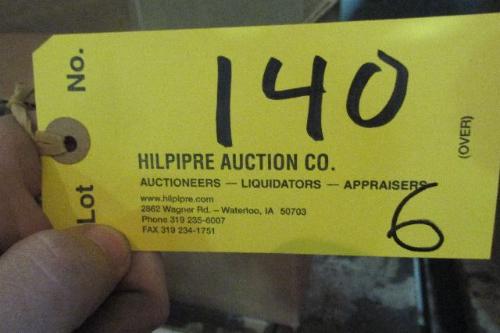 Lot No.
140
HILPIPRE AUCTION CO.
AUCTIONEERS — LIQUIDATORS — APPRAISERS
www.hilpipre.com
2862 Wagner Rd. – Waterloo, IA 50703
Phone 319 235-6007
FAX 319 234-1751
6
(OVER)